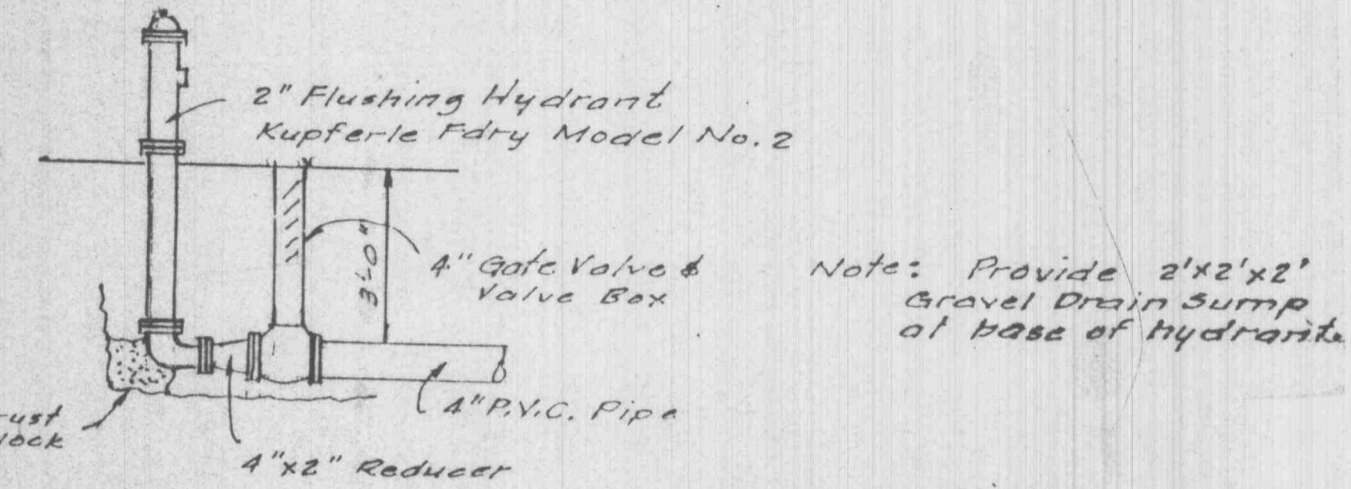 2" Flushing Hydrant
Kupferle Fdry Model No. 2
3'-0"
4" Gate Valve &
Valve Box
Note: Provide 2'x2'x2'
Gravel Drain Sump
at base of hydrants
4" P.V.C. Pipe
4"x2" Reducer